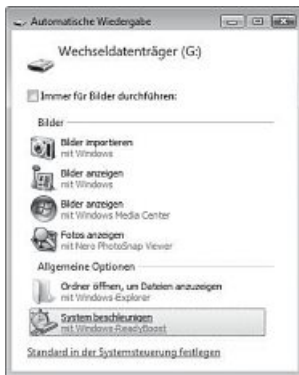 Automatische Wiedergabe
Wechseldatenträger (G:)
Immer für Bilder durchführen:
Bilder
Bilder importieren
mit Windows
Bilder anzeigen
mit Windows
Bilder anzeigen
mit Windows Media Center
Fotos anzeigen
mit Nero PhotoSnap Viewer
Allgemeine Optionen
Ordner öffnen, um Dateien anzuzeigen
mit Windows-Explorer
System beschleunigen
mit Windows-ReadyBoost
Standard in der Systemsteuerung festlegen